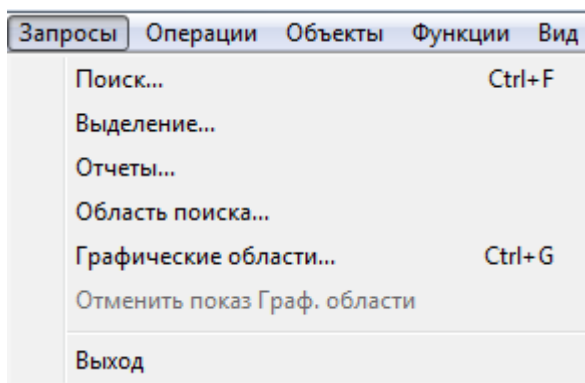 Запросы Операции Объекты Функции Вид
Поиск... Ctrl+F
Выделение...
Отчеты...
Область поиска...
Графические области... Ctrl+G
Отменить показ Граф. области
Выход